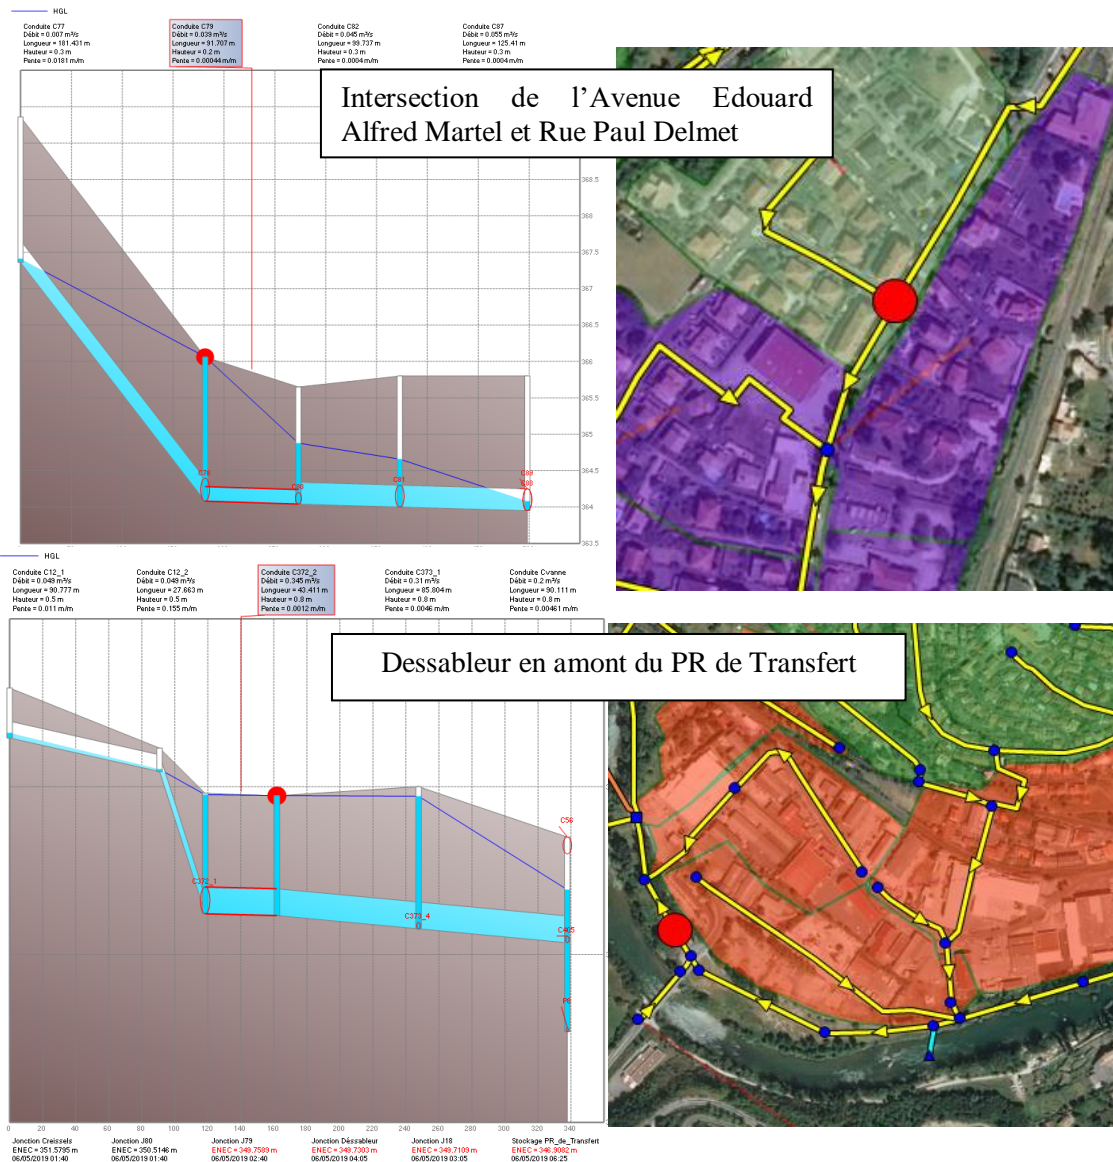 HGL
Conduite C77
Débit = 0.007 m³/s
Longueur = 181.431 m
Hauteur = 0.3 m
Pente = 0.0181 m/m
Conduite C79
Débit = 0.039 m³/s
Longueur = 91.707 m
Hauteur = 0.2 m
Pente = 0.00044 m/m
Conduite C82
Débit = 0.045 m³/s
Longueur = 99.737 m
Hauteur = 0.3 m
Pente = 0.0004 m/m
Conduite C87
Débit = 0.055 m³/s
Longueur = 125.41 m
Hauteur = 0.3 m
Pente = 0.0004 m/m
Intersection de l’Avenue Edouard
Alfred Martel et Rue Paul Delmet
368.5
368
367.5
367
366.5
366
365.5
365
364.5
364
363.5
C81
C89
C88
HGL
Conduite C12_1
Débit = 0.049 m³/s
Longueur = 90.777 m
Hauteur = 0.5 m
Pente = 0.011 m/m
Conduite C12_2
Débit = 0.049 m³/s
Longueur = 27.663 m
Hauteur = 0.5 m
Pente = 0.155 m/m
Conduite C372_2
Débit = 0.345 m³/s
Longueur = 43.411 m
Hauteur = 0.8 m
Pente = 0.0012 m/m
Conduite C373_1
Débit = 0.31 m³/s
Longueur = 85.804 m
Hauteur = 0.8 m
Pente = 0.0046 m/m
Conduite Cvanne
Débit = 0.2 m³/s
Longueur = 90.111 m
Hauteur = 0.8 m
Pente = 0.00461 m/m
Dessableur en amont du PR de Transfert
C56
C372_1
C373_4
0 20 40 60 80 100 120 140 160 180 200 220 240 260 280 300 320 340
Jonction Creissels
ENEC = 351.5795 m
06/05/2019 01:40
Jonction J80
ENEC = 350.5146 m
06/05/2019 01:40
Jonction J79
ENEC = 349.7589 m
06/05/2019 02:40
Jonction Déssableur
ENEC = 349.7303 m
06/05/2019 04:05
Jonction J18
ENEC = 349.7109 m
06/05/2019 03:05
Stockage PR_de_Transfert
ENEC = 346.9082 m
06/05/2019 06:25